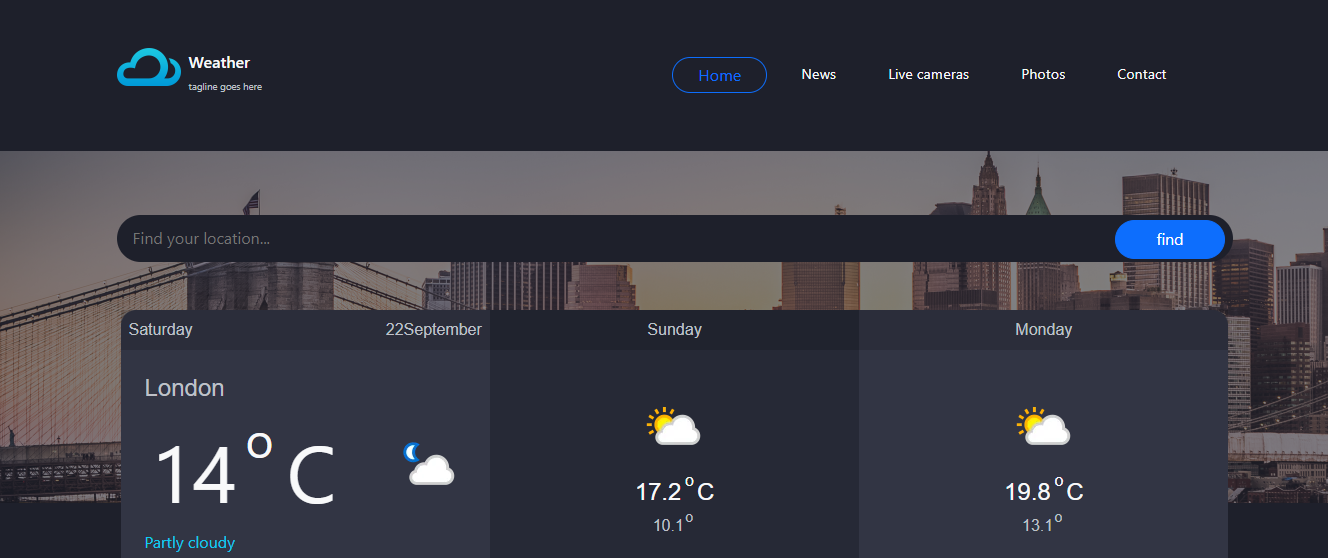 Weather
tagline goes here
Home News Live cameras Photos Contact
Find your location... find
Saturday 22September Sunday Monday
London
14° C
17.2°C 19.8°C
10.1° 13.1°
Partly cloudy